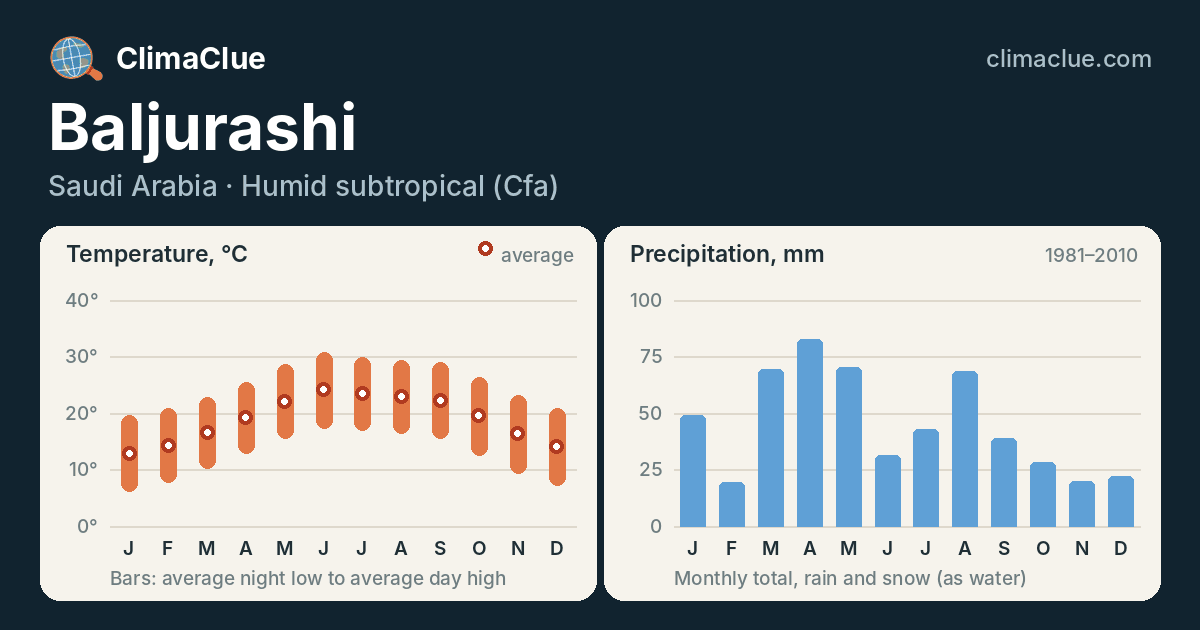 ClimaClue
climaclue.com
Baljurashi
Saudi Arabia · Humid subtropical (Cfa)
Temperature, °C
average
40°
30°
20°
10°
0°
J F M A M J J A S O N D
Bars: average night low to average day high
Precipitation, mm
1981–2010
100
75
50
25
0
J F M A M J J A S O N D
Monthly total, rain and snow (as water)